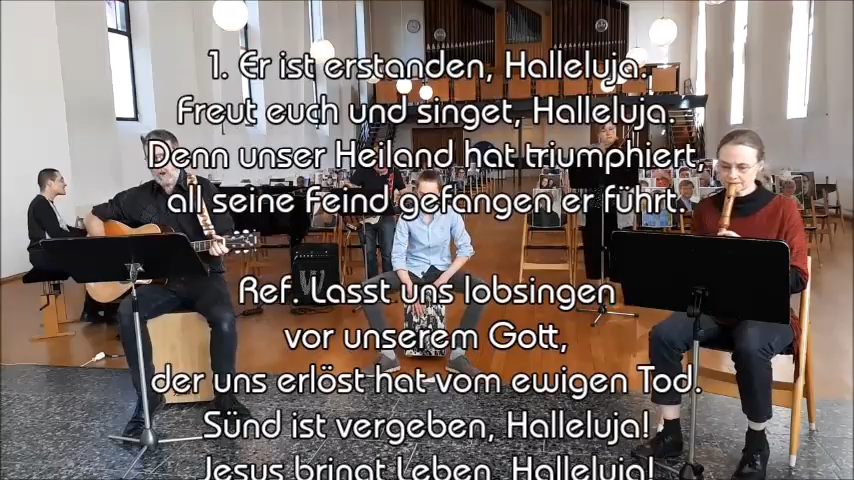 1. Er ist erstanden, Halleluja.
Freut euch und singet, Halleluja.
Denn unser Heiland hat triumphiert,
all seine Feind gefangen er führt.
Ref. Lasst uns lobsingen
vor unserem Gott,
der uns erlöst hat vom ewigen Tod.
Sünd ist vergeben, Halleluja!
Jesus bringt Leben, Halleluja!